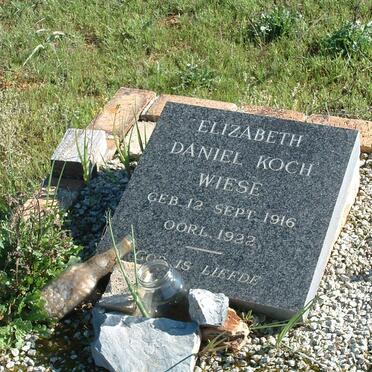 ELIZABETH
DANIEL KOCH
WIESE
GEB. 12 SEPT. 1916
OORL. 1922
GOD IS LIEFDE